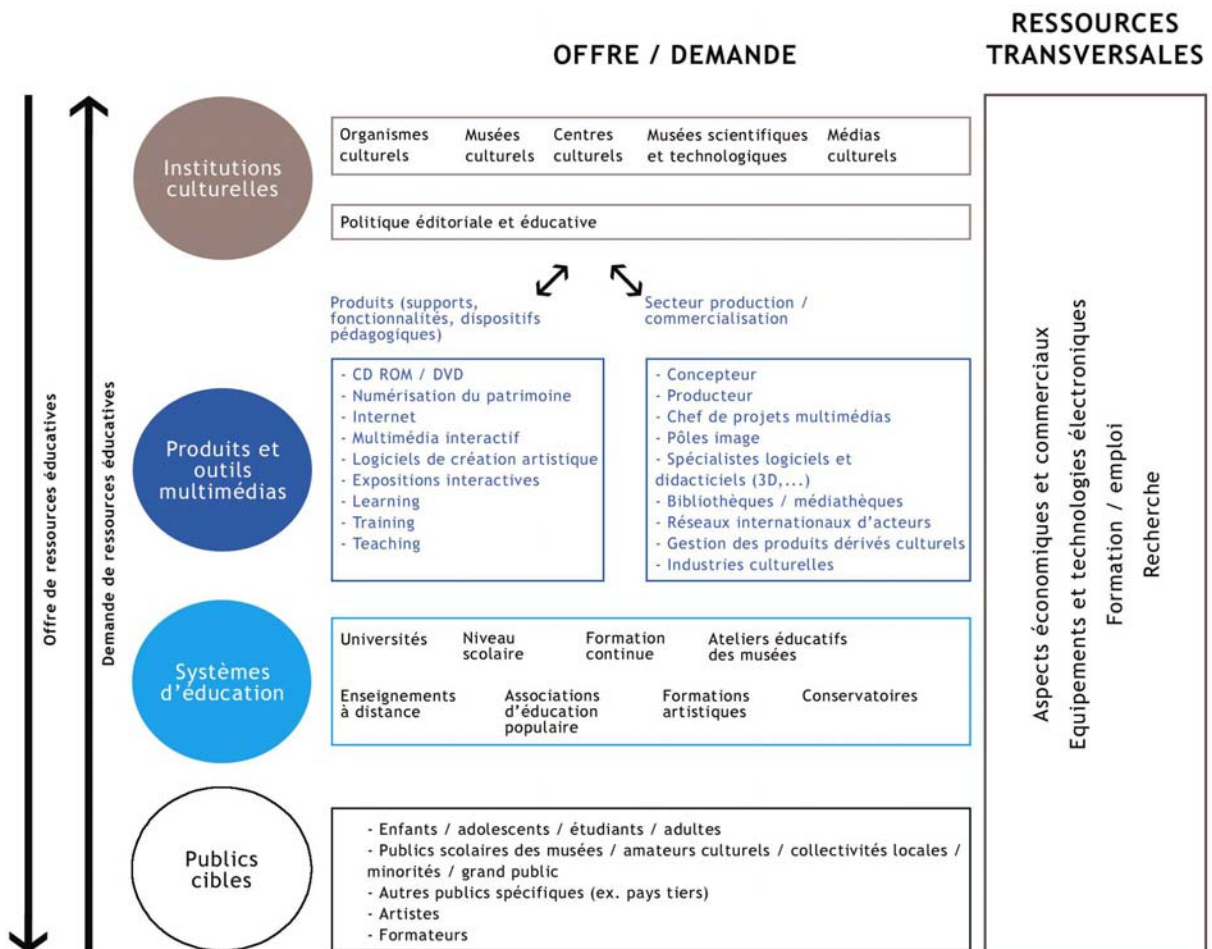 RESSOURCES
TRANSVERSALES
OFFRE / DEMANDE
Offre de ressources éducatives
Demande de ressources éducatives
Institutions
culturelles
Organismes
culturels
Musées
culturels
Centres
culturels
Musées scientifiques
et technologiques
Médias
culturels
Politique éditoriale et éducative
Produits et
outils
multimédias
Produits (supports,
fonctionnalités, dispositifs
pédagogiques)
- CD ROM / DVD
- Numérisation du patrimoine
- Internet
- Multimédia interactif
- Logiciels de création artistique
- Expositions interactives
- Learning
- Training
- Teaching
Secteur production /
commercialisation
- Concepteur
- Producteur
- Chef de projets multimédias
- Pôles image
- Spécialistes logiciels et
didacticiels (3D,...)
- Bibliothèques / médiathèques
- Réseaux internationaux d'acteurs
- Gestion des produits dérivés culturels
- Industries culturelles
Systèmes
d'éducation
Universités
Niveau
scolaire
Formation
continue
Ateliers éducatifs
des musées
Enseignements
à distance
Associations
d'éducation
populaire
Formations
artistiques
Conservatoires
Publics
cibles
- Enfants / adolescents / étudiants / adultes
- Publics scolaires des musées / amateurs culturels / collectivités locales /
minorités / grand public
- Autres publics spécifiques (ex. pays tiers)
- Artistes
- Formateurs
Aspects économiques et commerciaux
Equipements et technologies électroniques
Formation / emploi
Recherche